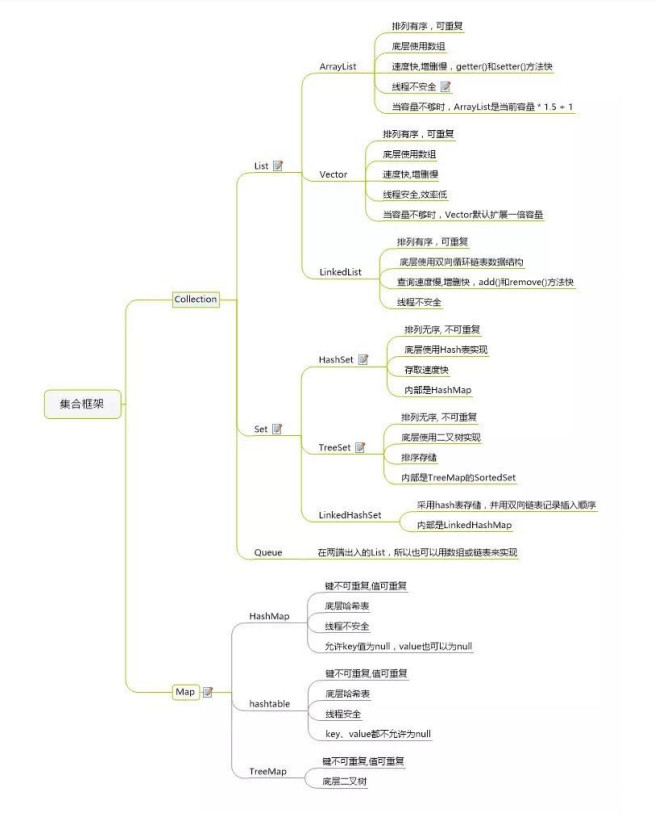 集合框架
Collection
List
ArrayList
排列有序，可重复
底层使用数组
速度快,增删慢，getter()和setter()方法快
线程不安全
当容量不够时，ArrayList是当前容量 * 1.5 + 1
Vector
排列有序，可重复
底层使用数组
速度快,增删慢
线程安全,效率低
当容量不够时，Vector默认扩展一倍容量
LinkedList
排列有序，可重复
底层使用双向循环链表数据结构
查询速度慢,增删快，add()和remove()方法快
线程不安全
Set
HashSet
排列无序, 不可重复
底层使用Hash表实现
存取速度快
内部是HashMap
TreeSet
排列无序, 不可重复
底层使用二叉树实现
排序存储
内部是TreeMap的SortedSet
LinkedHashSet
采用hash表存储，并用双向链表记录插入顺序
内部是LinkedHashMap
Queue
在两端出入的List，所以也可以用数组或链表来实现
Map
HashMap
键不可重复,值可重复
底层哈希表
线程不安全
允许key值为null，value也可以为null
hashtable
键不可重复,值可重复
底层哈希表
线程安全
key、value都不允许为null
TreeMap
键不可重复,值可重复
底层二叉树